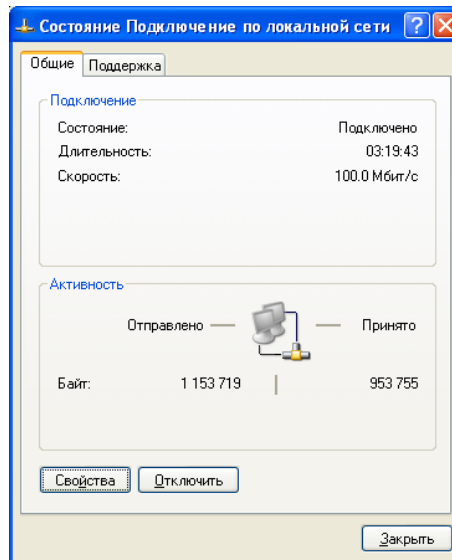 Состояние Подключение по локальной сети
Общие Поддержка
Подключение
Состояние: Подключено
Длительность: 03:19:43
Скорость: 100.0 Мбит/с
Активность
Отправлено — — Принято
Байт: 1 153 719 | 953 755
Свойства Отключить
Закрыть